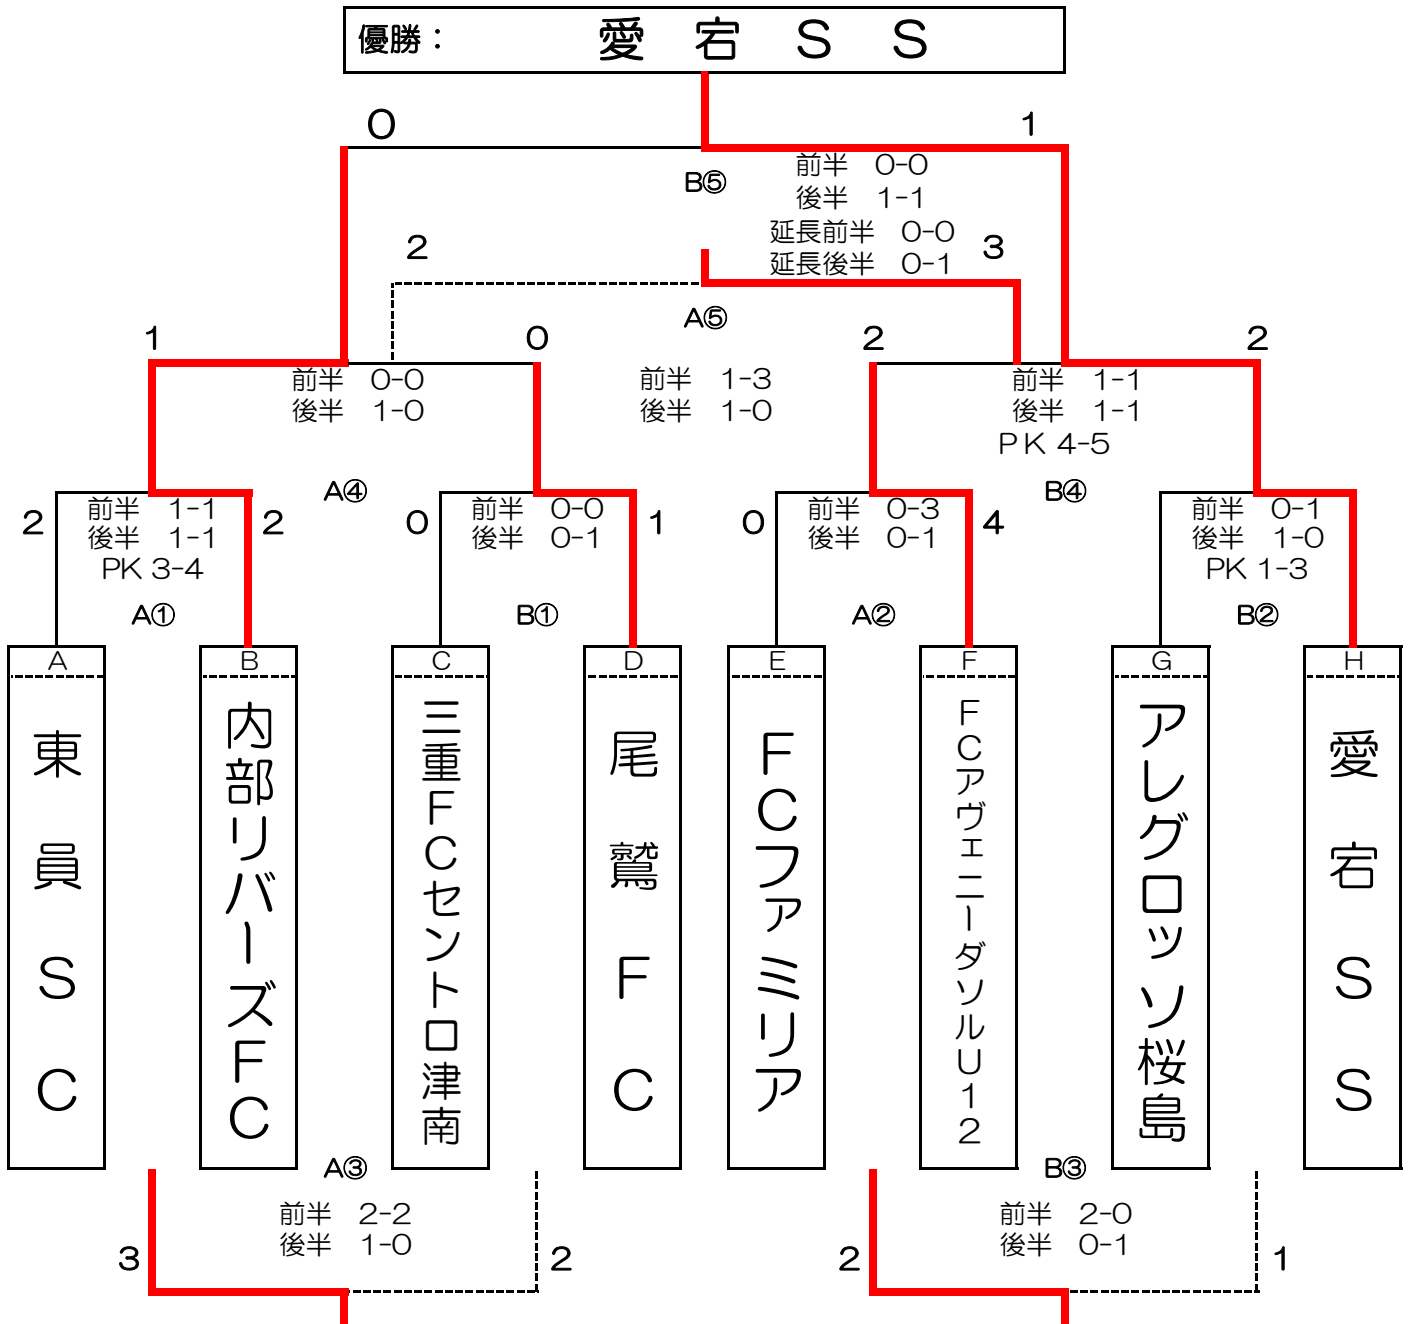 優勝： 愛宕ＳＳ
0 1
B⑤
前半 0-0
後半 1-1
延長前半 0-0
延長後半 0-1
2 3
A⑤
1 0 2 2
前半 0-0
後半 1-0
前半 1-3
後半 1-0
前半 1-1
後半 1-1
ＰＫ 4-5
A④ B④
2 2
前半 1-1
後半 1-1
PK 3-4
0 1
前半 0-0
後半 0-1
0 4
前半 0-3
後半 0-1
前半 0-1
後半 1-0
PK 1-3
A① B① A② B②
A B C D E F G H
東員ＳＣ
内部リバーズＦＣ
三重ＦＣセントロ津南
尾鷲ＦＣ
ＦＣファミリア
ＦＣアヴェニーダソルＵ１２
アレグロッソ桜島
愛宕ＳＳ
A③ B③
前半 2-2
後半 1-0
3 2
前半 2-0
後半 0-1
2 1